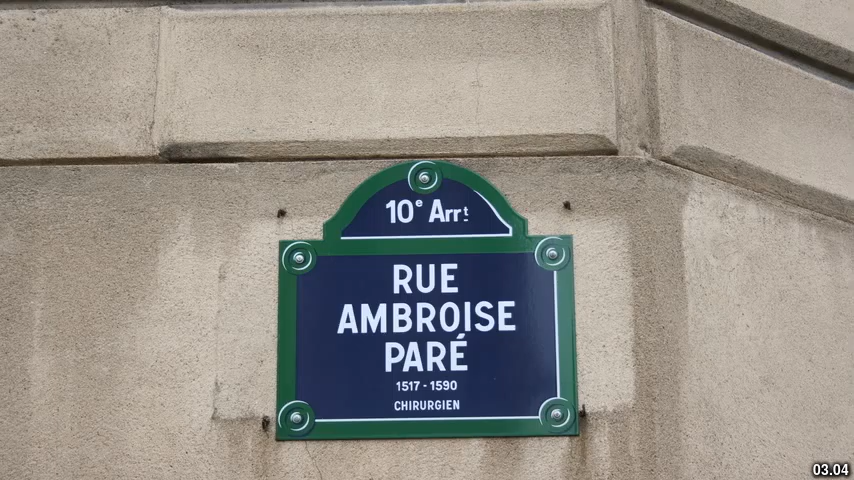 10e Arrt
RUE
AMBROISE
PARÉ
1517 - 1590
CHIRURGIEN
03.04